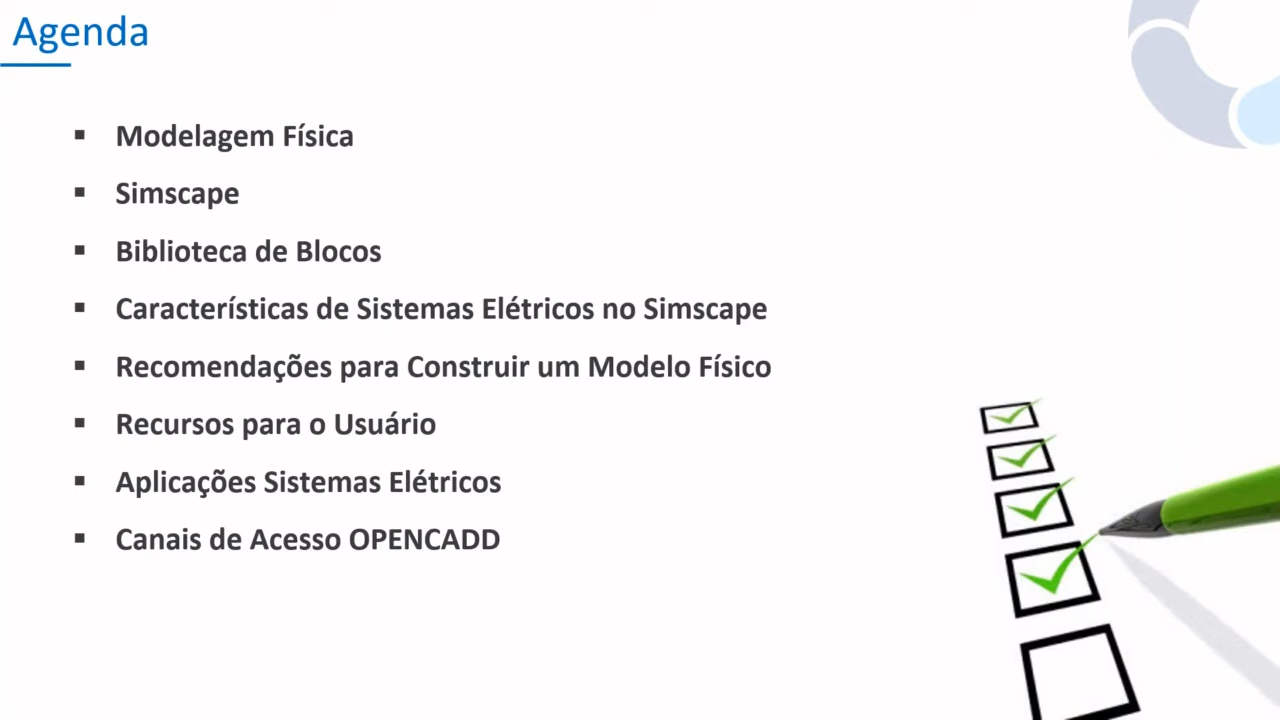 Agenda
▪ Modelagem Física
▪ Simscape
▪ Biblioteca de Blocos
▪ Características de Sistemas Elétricos no Simscape
▪ Recomendações para Construir um Modelo Físico
▪ Recursos para o Usuário
▪ Aplicações Sistemas Elétricos
▪ Canais de Acesso OPENCADD